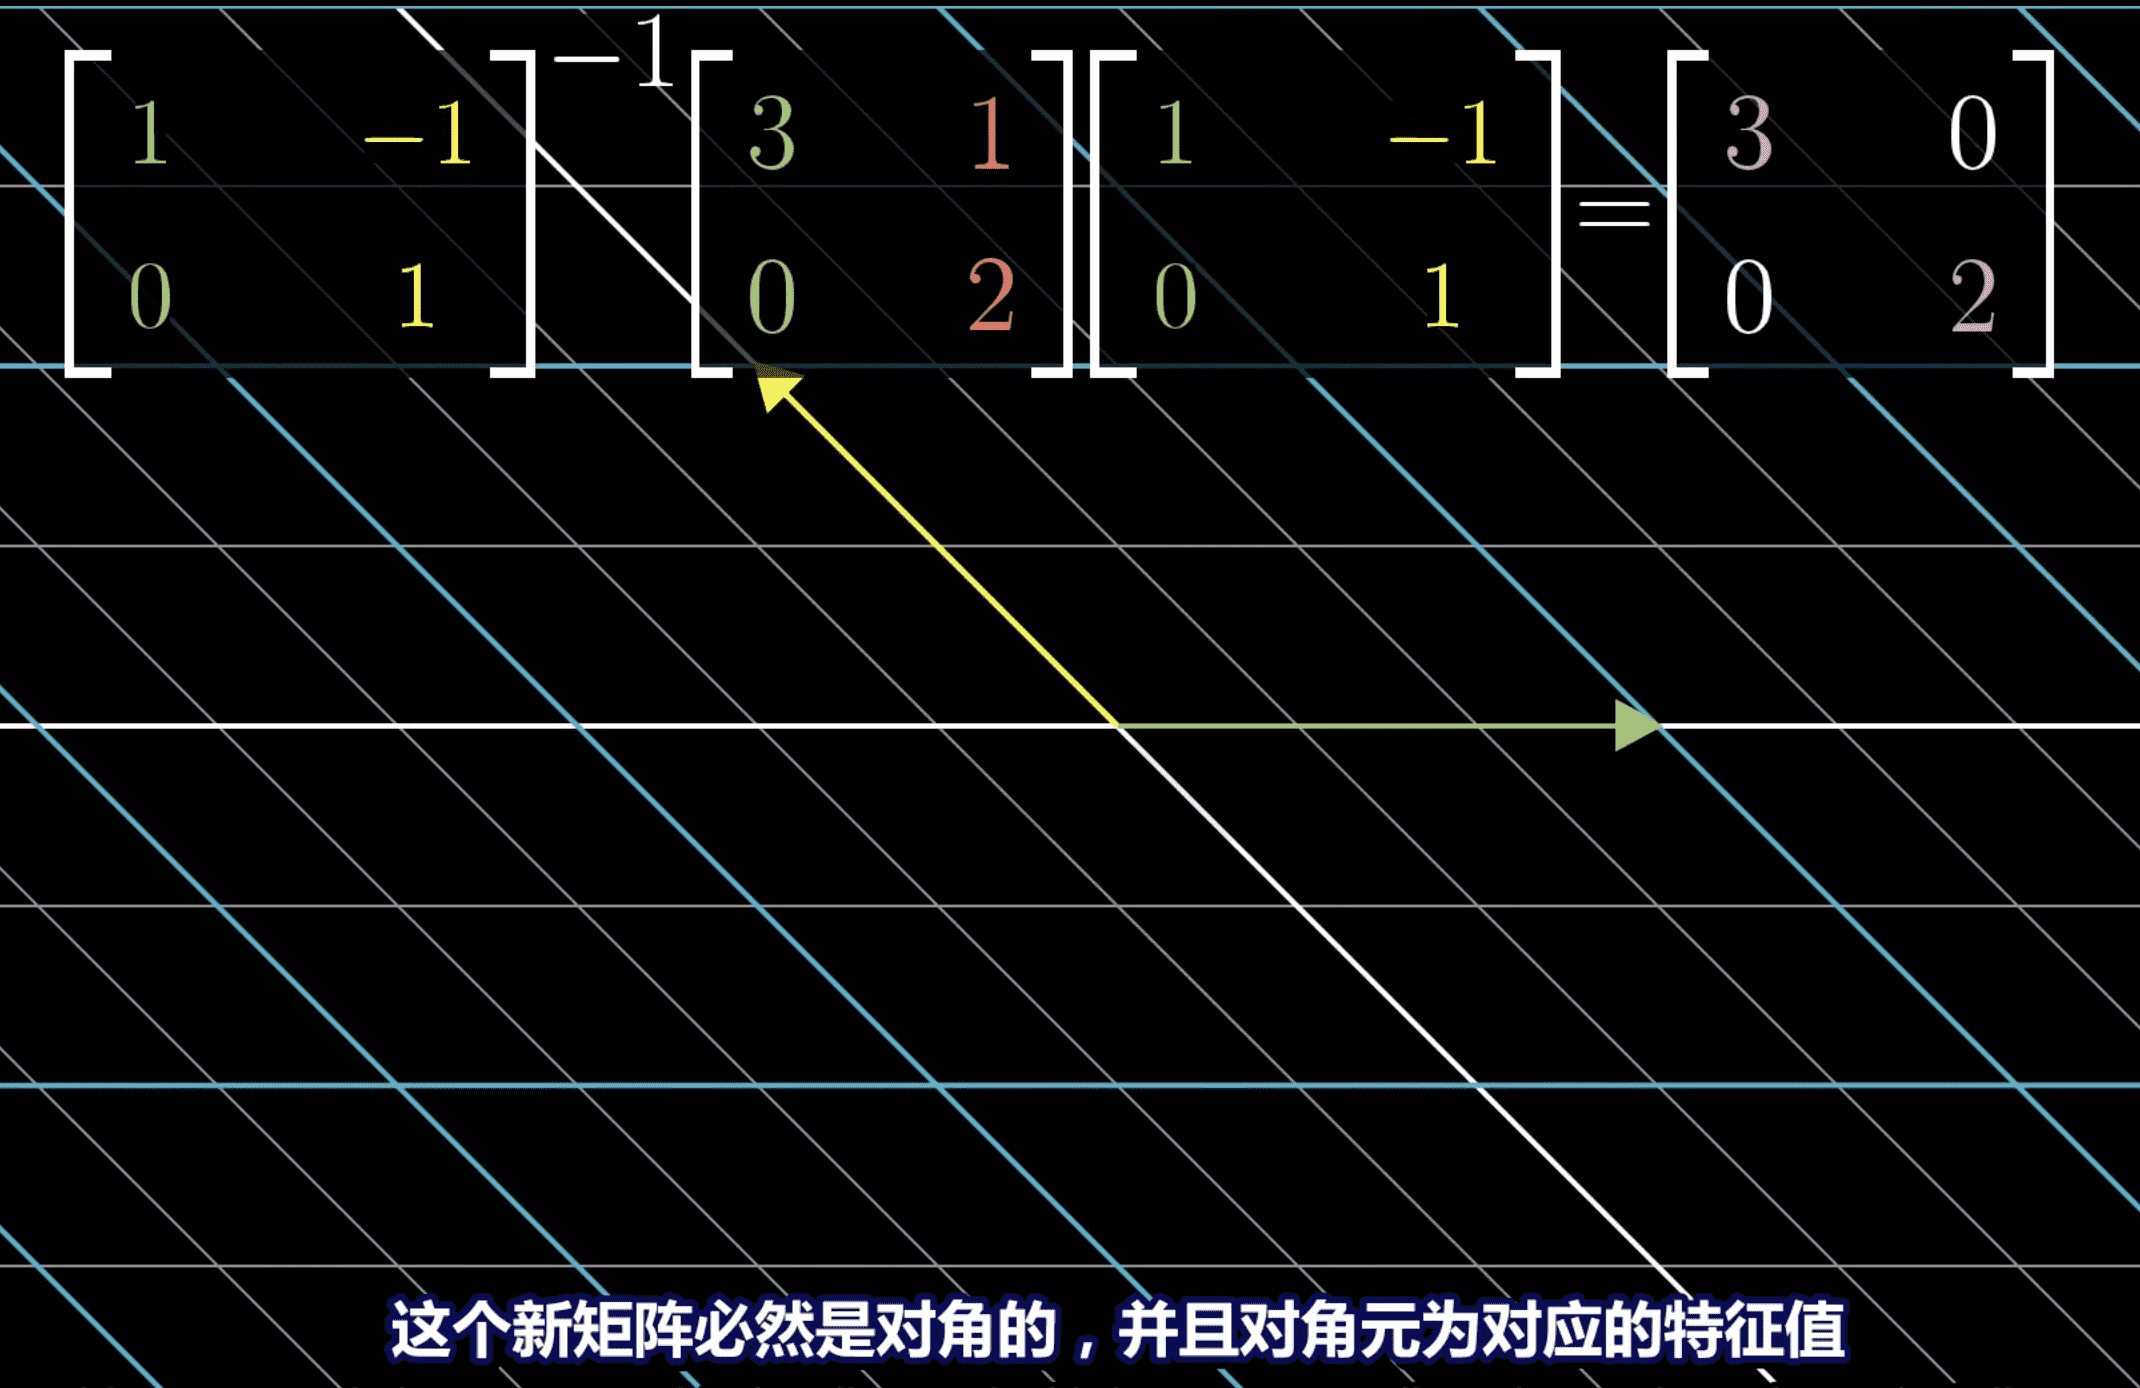 [1 -1; 0 1]^{-1} [3 1; 0 2] [1 -1; 0 1] = [3 0; 0 2]
这个新矩阵必然是对角的，并且对角元为对应的特征值